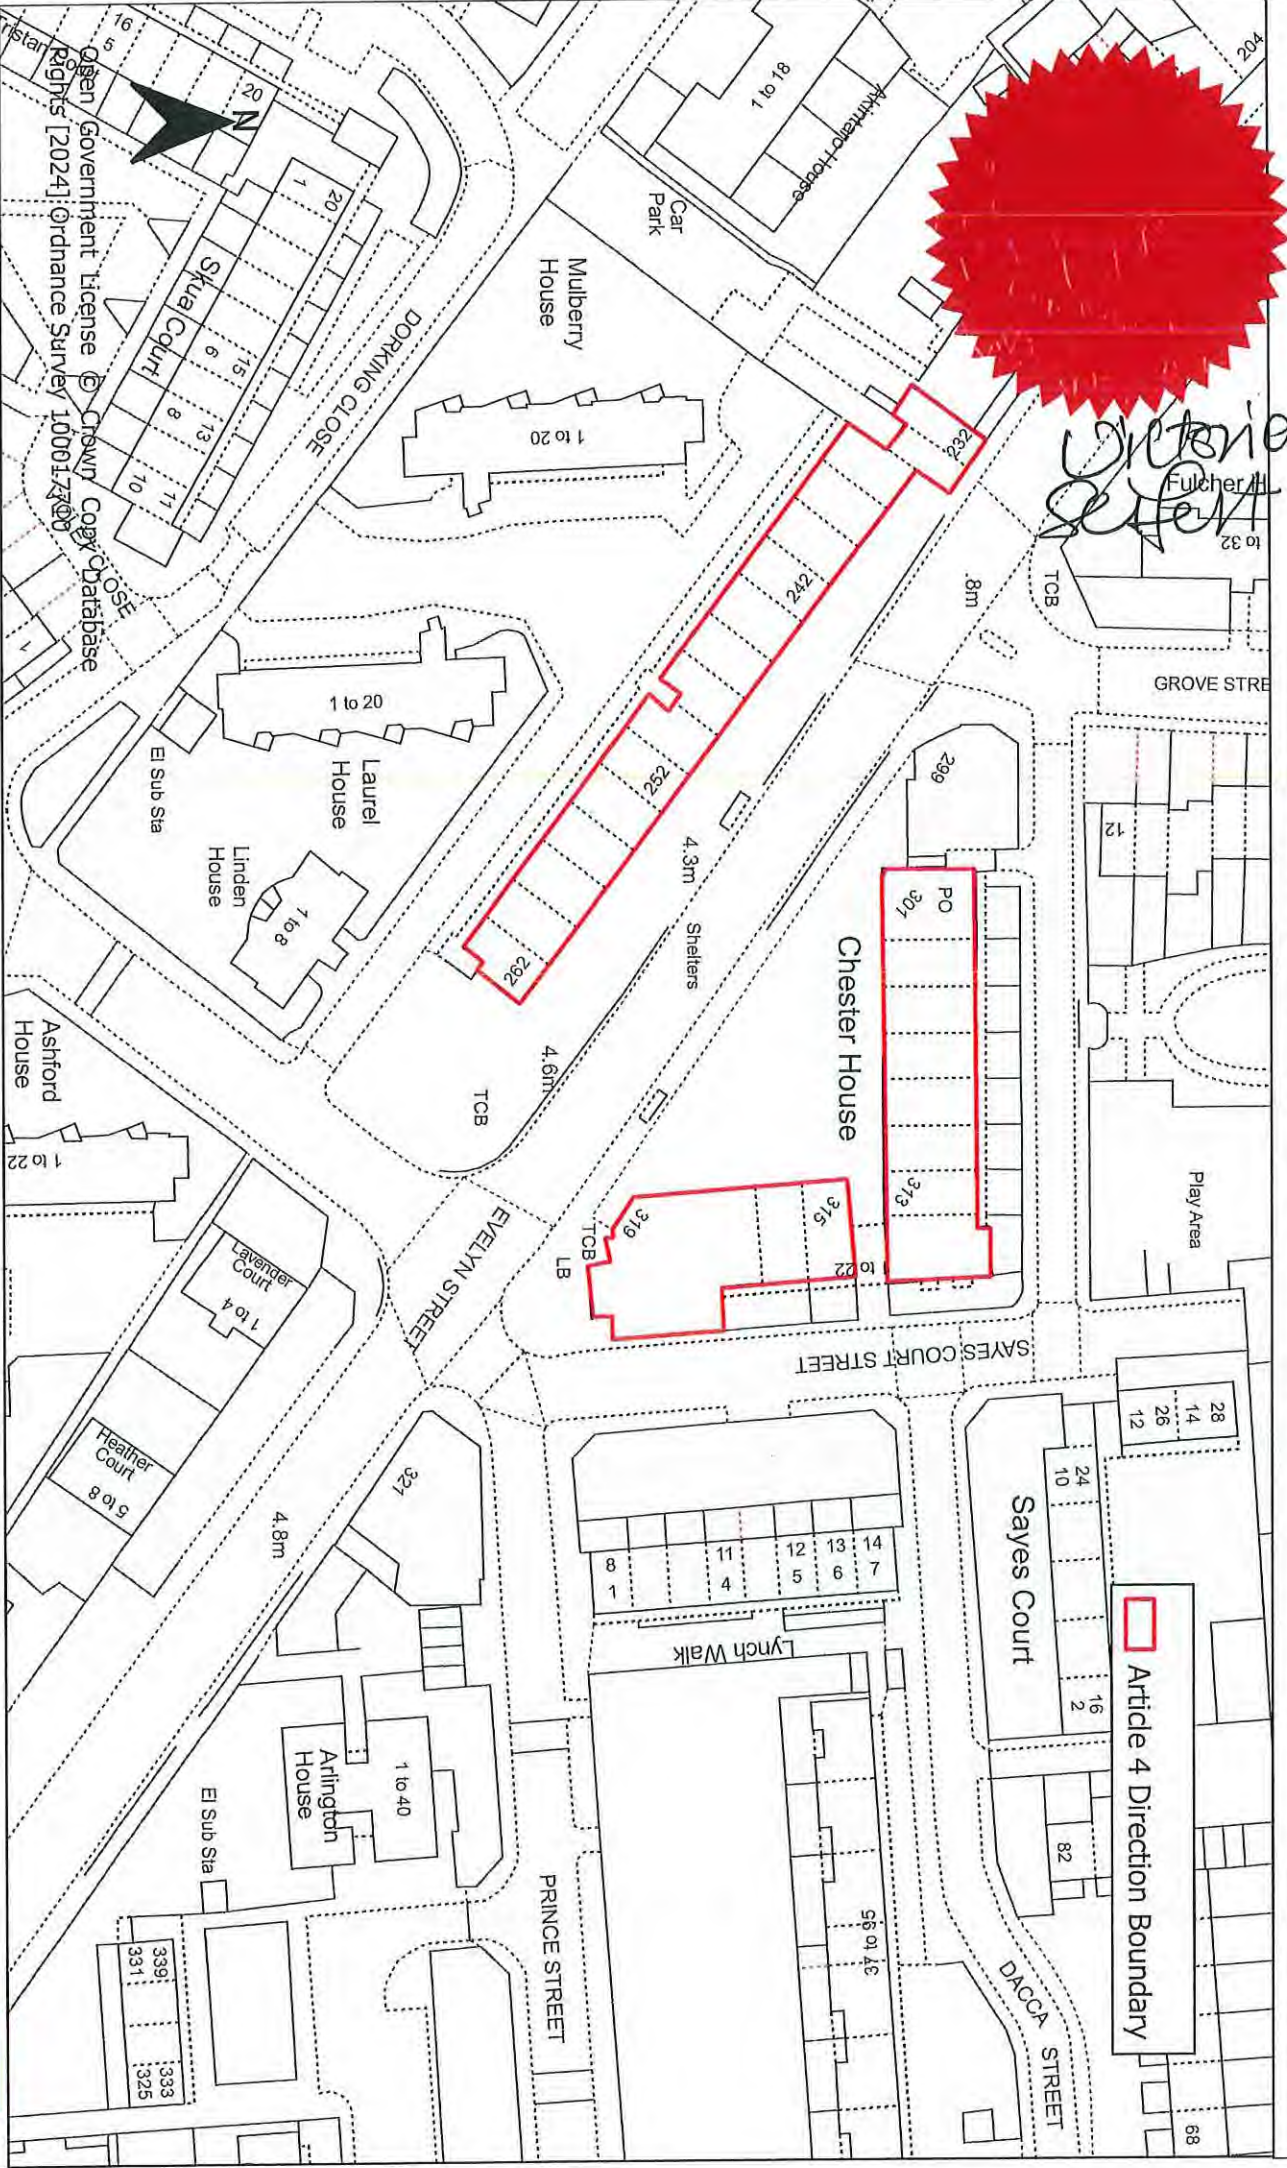 204
Fulcher H
to 32
TCB
GROVE STRE
12
Play Area
28
14
26
12
24
10
Sayes Court
16
2
82
68
DACCA STREET
Article 4 Direction Boundary
1 to 18
Akintaro House
Car
Park
232
242
252
262
.8m
4.3m
Shelters
4.6m
TCB
299
PO
301
Chester House
313
315
1 to 22
319
TCB
LB
SAYES COURT STREET
EVELYN STREET
Mulberry
House
1 to 20
DORKING CLOSE
1 to 20
Laurel
House
El Sub Sta
Linden
House
1 to 8
Ashford
House
1 to 22
Lavender
Court
1 to 4
Heather
Court
5 to 8
4.8m
321
14
7
13
6
12
5
11
4
8
1
Lynch Walk
37 to 95
1 to 40
Arlington
House
El Sub Sta
PRINCE STREET
339
331
333
325
16
5
20
1
20
Skua Court
15
6
13
8
11
10
CLOSE
1
N
Open Government License © Crown Copy Database
Rights [2024] Ordnance Survey 100017700